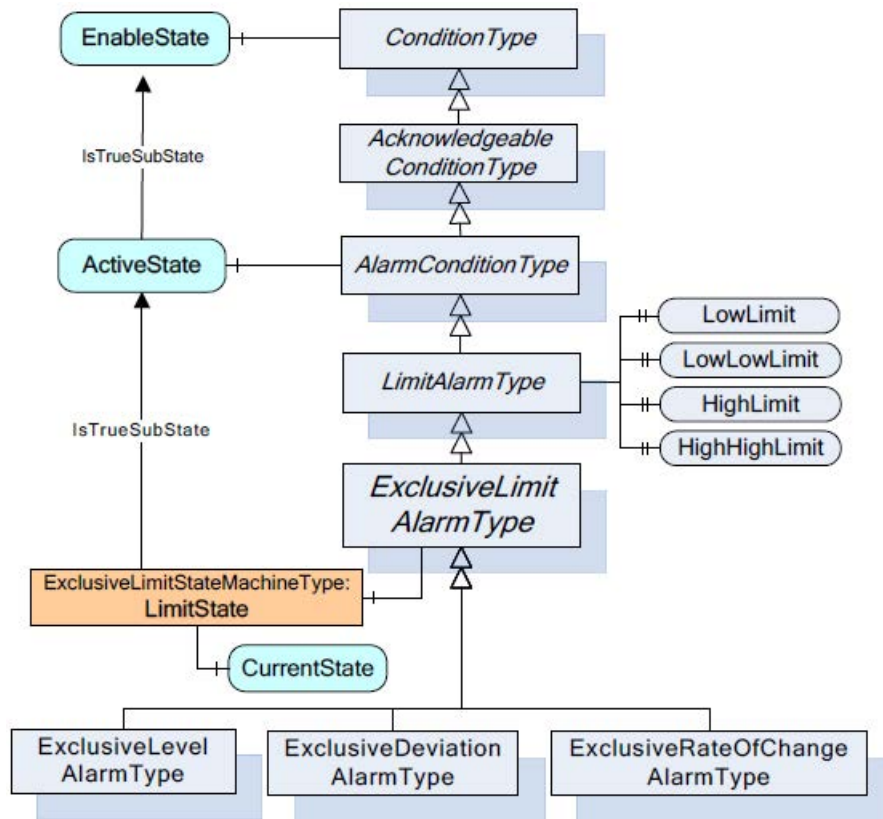 EnableState
ConditionType
IsTrueSubState
Acknowledgeable
ConditionType
ActiveState
AlarmConditionType
LowLimit
LowLowLimit
LimitAlarmType
HighLimit
HighHighLimit
IsTrueSubState
ExclusiveLimit
AlarmType
ExclusiveLimitStateMachineType:
LimitState
CurrentState
ExclusiveLevel
AlarmType
ExclusiveDeviation
AlarmType
ExclusiveRateOfChange
AlarmType